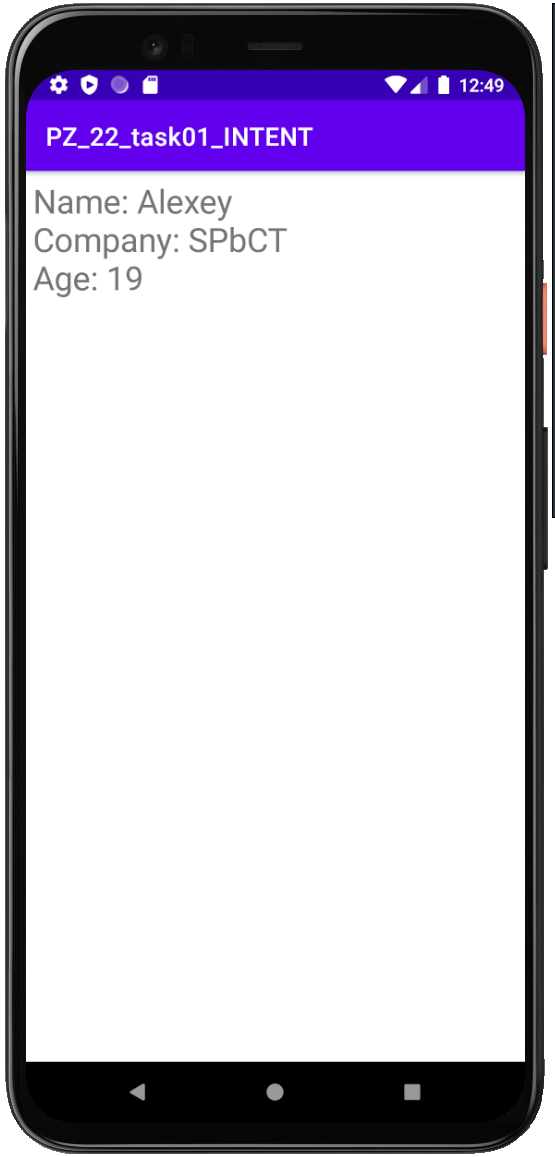 12:49
PZ_22_task01_INTENT
Name: Alexey
Company: SPbCT
Age: 19